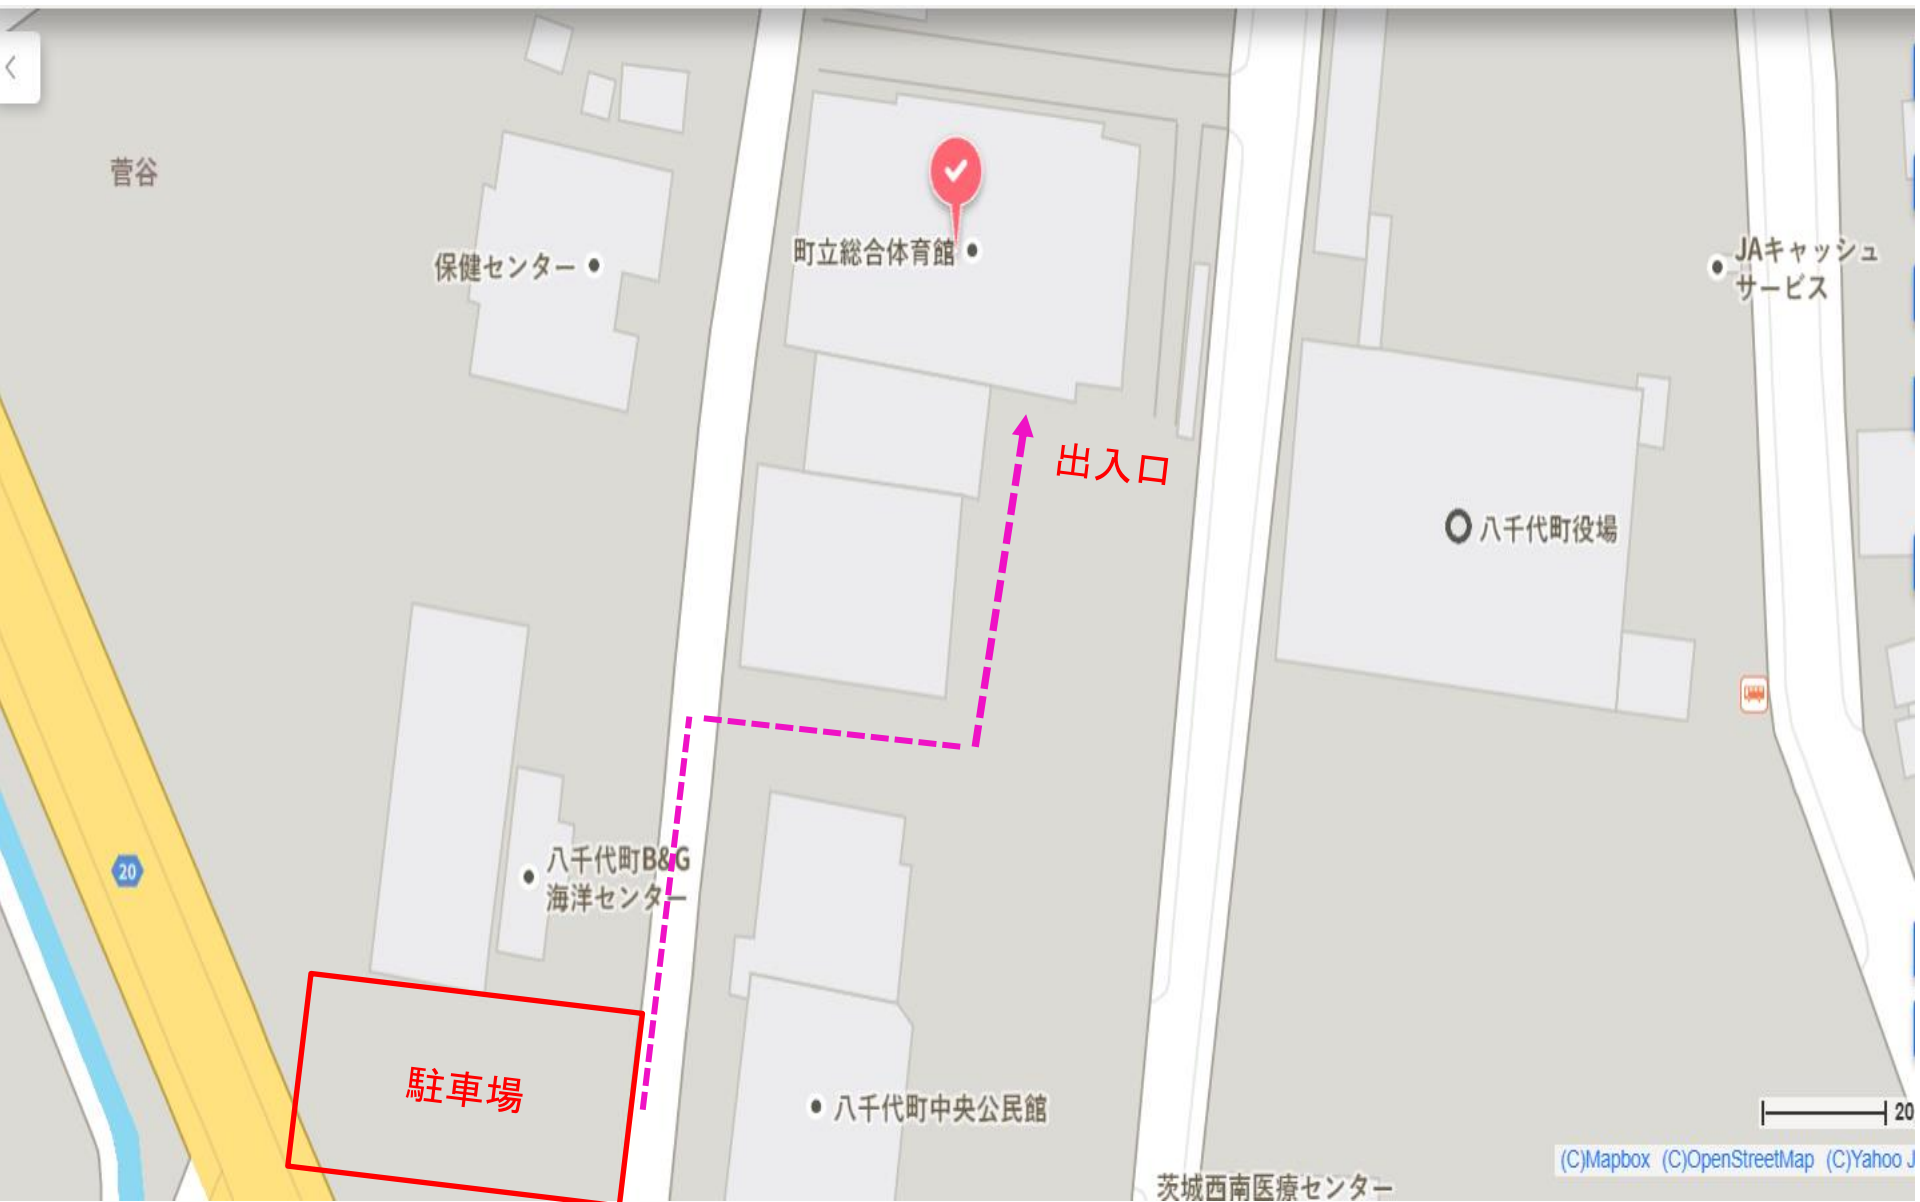 菅谷
保健センター
町立総合体育館
JAキャッシュ
サービス
出入口
八千代町役場
八千代町B&G
海洋センター
20
駐車場
八千代町中央公民館
20
(C)Mapbox (C)OpenStreetMap (C)Yahoo J
茨城西南医療センター